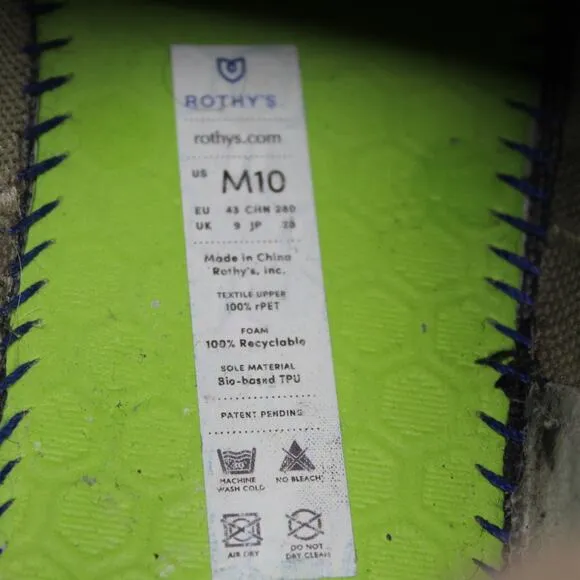 ROTHY'S
rothys.com
US M10
EU 43 CHN 280
UK 9 JP 28
Made in China
Rothy's, Inc.
TEXTILE UPPER
100% rPET
FOAM
100% Recyclable
SOLE MATERIAL
Bio-based TPU
PATENT PENDING
30
MACHINE WASH COLD
NO BLEACH
AIR DRY
DO NOT DRY CLEAN